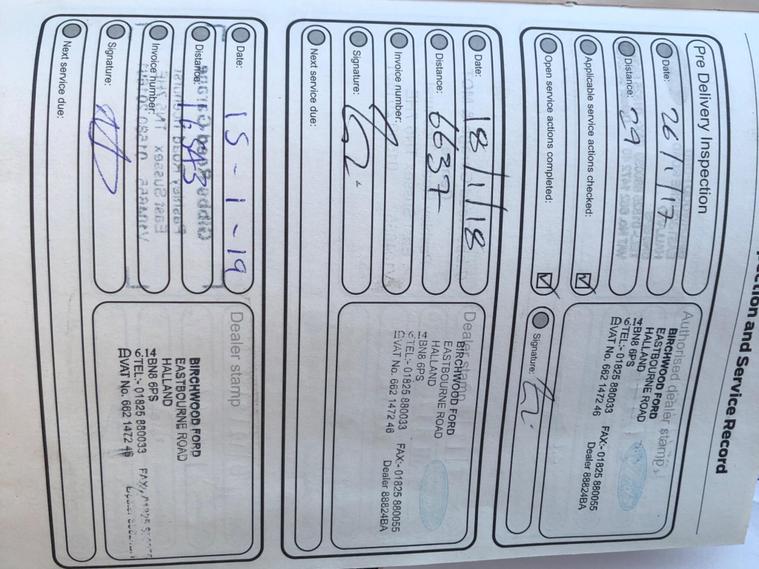 ction and Service Record
Pre Delivery Inspection
Date: 26/1/17
Distance: 29
Applicable service actions checked: ☑
Open service actions completed: ☑
Authorised dealer stamp
BIRCHWOOD FORD
EASTBOURNE ROAD
HALLAND
BN8 6PS
TEL:- 01825 880033 FAX:- 01825 880055
VAT No. 662 1472 46 Dealer 88824BA
Signature:
Date: 18/1/18
Distance: 6637
Invoice number:
Signature:
Next service due:
Dealer stamp
BIRCHWOOD FORD
EASTBOURNE ROAD
HALLAND
BN8 6PS
TEL:- 01825 880033 FAX:- 01825 880055
VAT No. 662 1472 46 Dealer 88824BA
Date: 15-1-19
Distance:
Invoice number:
Signature:
Next service due:
Dealer stamp
BIRCHWOOD FORD
EASTBOURNE ROAD
HALLAND
BN8 6PS
TEL:- 01825 880033
VAT No. 662 1472 46